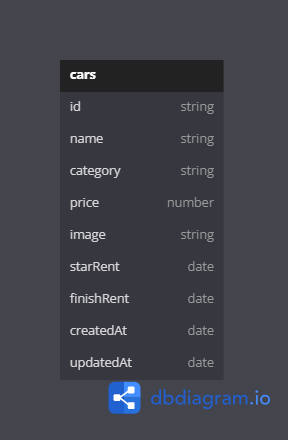 cars
id string
name string
category string
price number
image string
starRent date
finishRent date
createdAt date
updatedAt date
dbdiagram.io